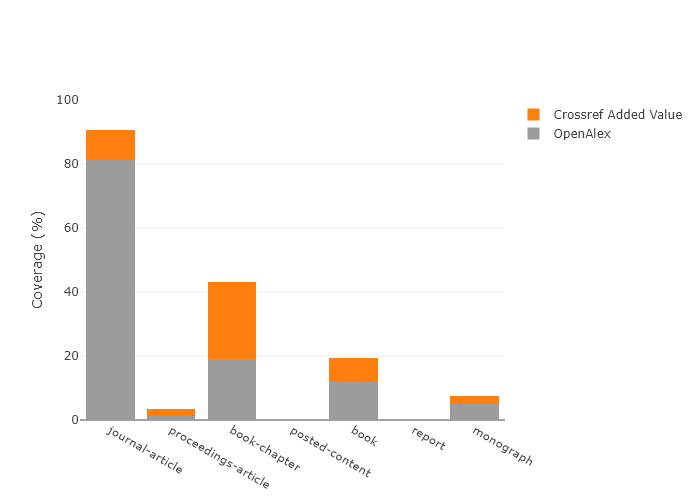 100
80
60
40
20
0
Coverage (%)
journal-article
proceedings-article
book-chapter
posted-content
book
report
monograph
Crossref Added Value
OpenAlex